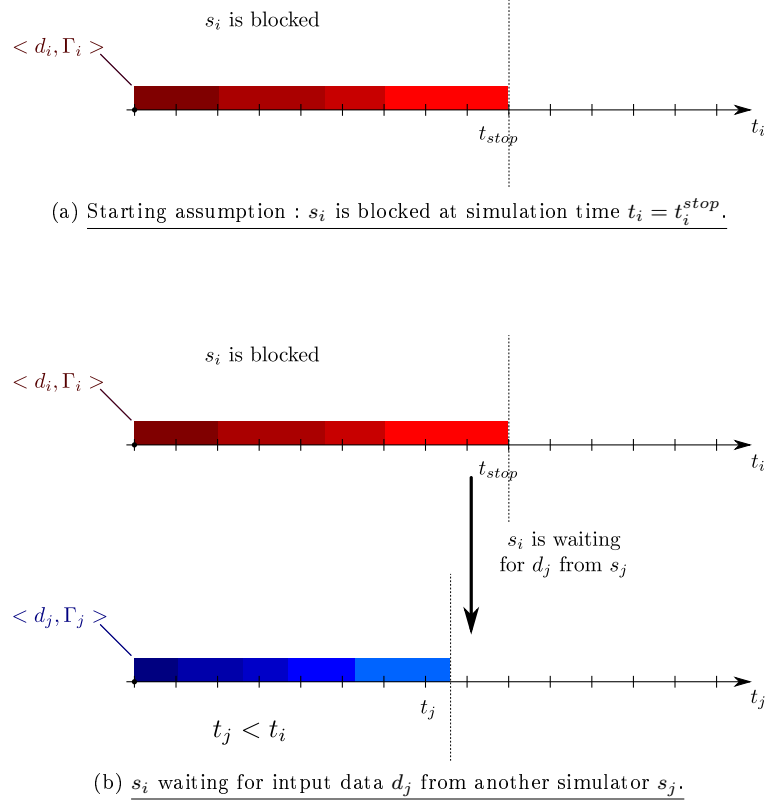 s_i is blocked
< d_i, Γ_i >
t_stop
t_i
(a) Starting assumption : s_i is blocked at simulation time t_i = t_i^stop.
s_i is blocked
< d_i, Γ_i >
t_i
t_stop
s_i is waiting
for d_j from s_j
< d_j, Γ_j >
t_j
t_j
t_j < t_i
(b) s_i waiting for intput data d_j from another simulator s_j.